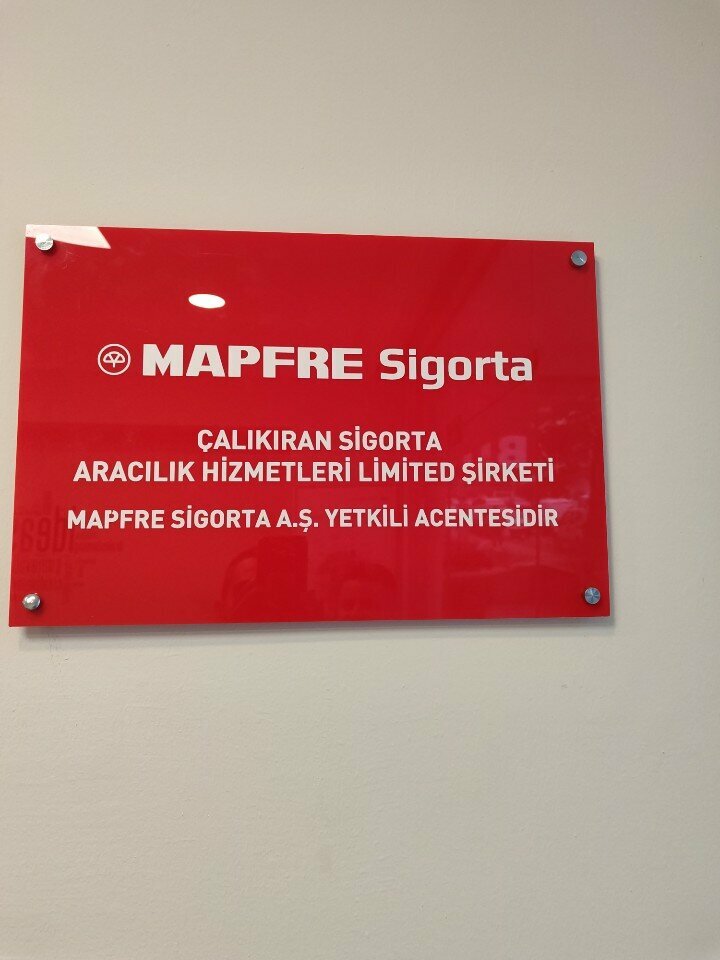 MAPFRE Sigorta
ÇALIKIRAN SİGORTA
ARACILIK HİZMETLERİ LİMİTED ŞİRKETİ
MAPFRE SİGORTA A.Ş. YETKİLİ ACENTESİDİR